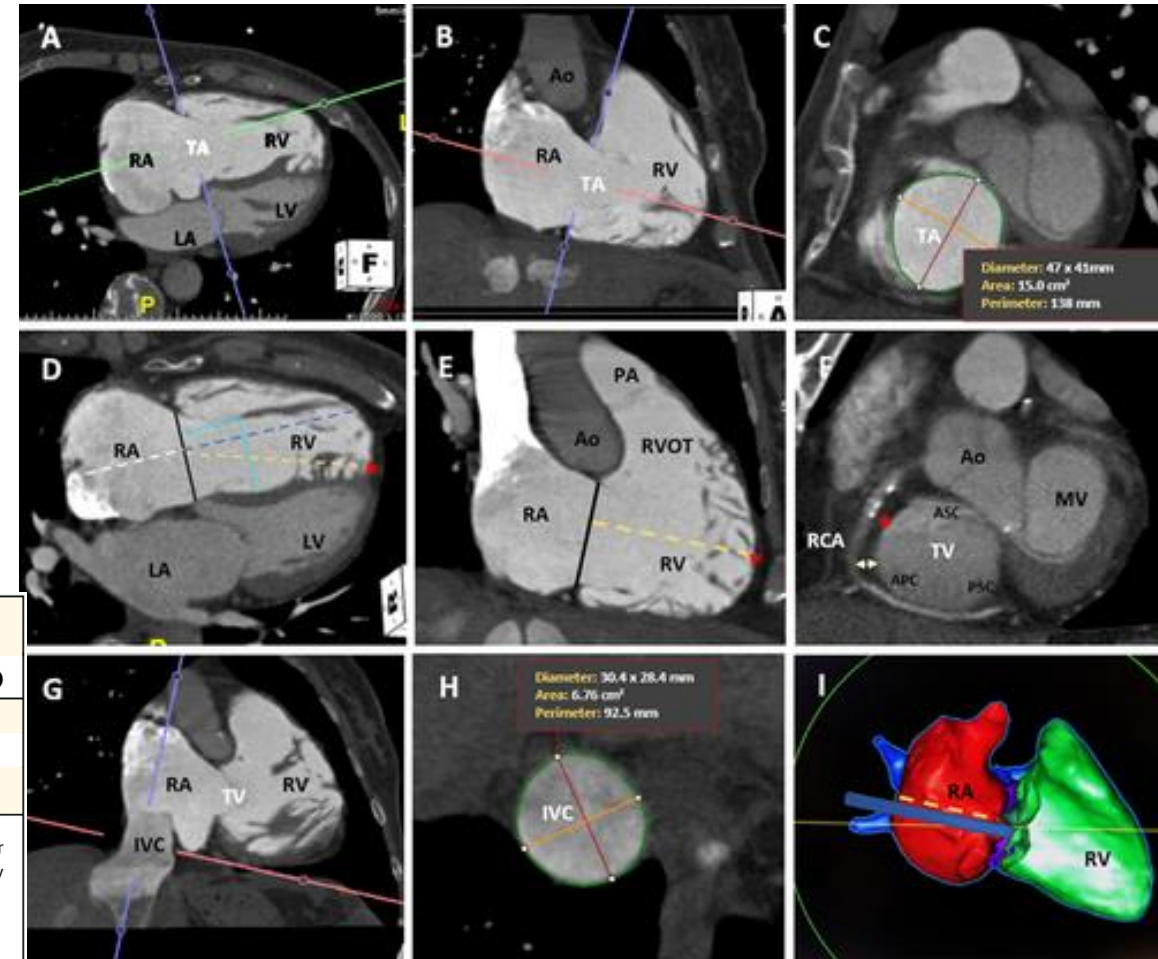 A
RA
TA
RV
LA
LV
F
P
B
Ao
RA
TA
RV
A
C
TA
Diameter: 47 x 41mm
Area: 15.0 cm²
Perimeter: 138 mm
D
RA
RV
LA
LV
E
PA
Ao
RVOT
RA
RV
F
Ao
MV
ASC
RCA
TV
APC
PSC
G
RA
TV
RV
IVC
H
Diameter: 30.4 x 28.4 mm
Area: 6.76 cm²
Perimeter: 92.5 mm
IVC
I
RA
RV